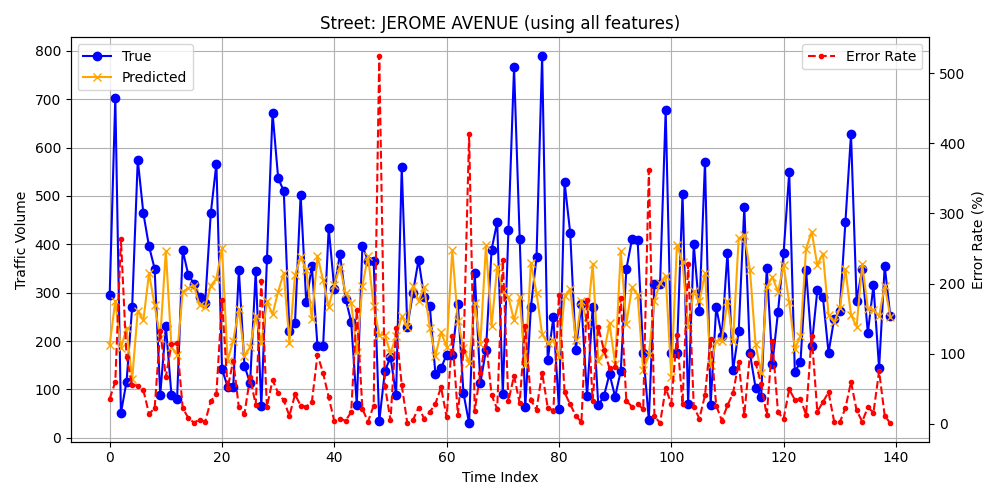 Street: JEROME AVENUE (using all features)
True
Predicted
Error Rate
Traffic Volume
800
700
600
500
400
300
200
100
0
500
400
300
200
100
0
Error Rate (%)
0 20 40 60 80 100 120 140
Time Index